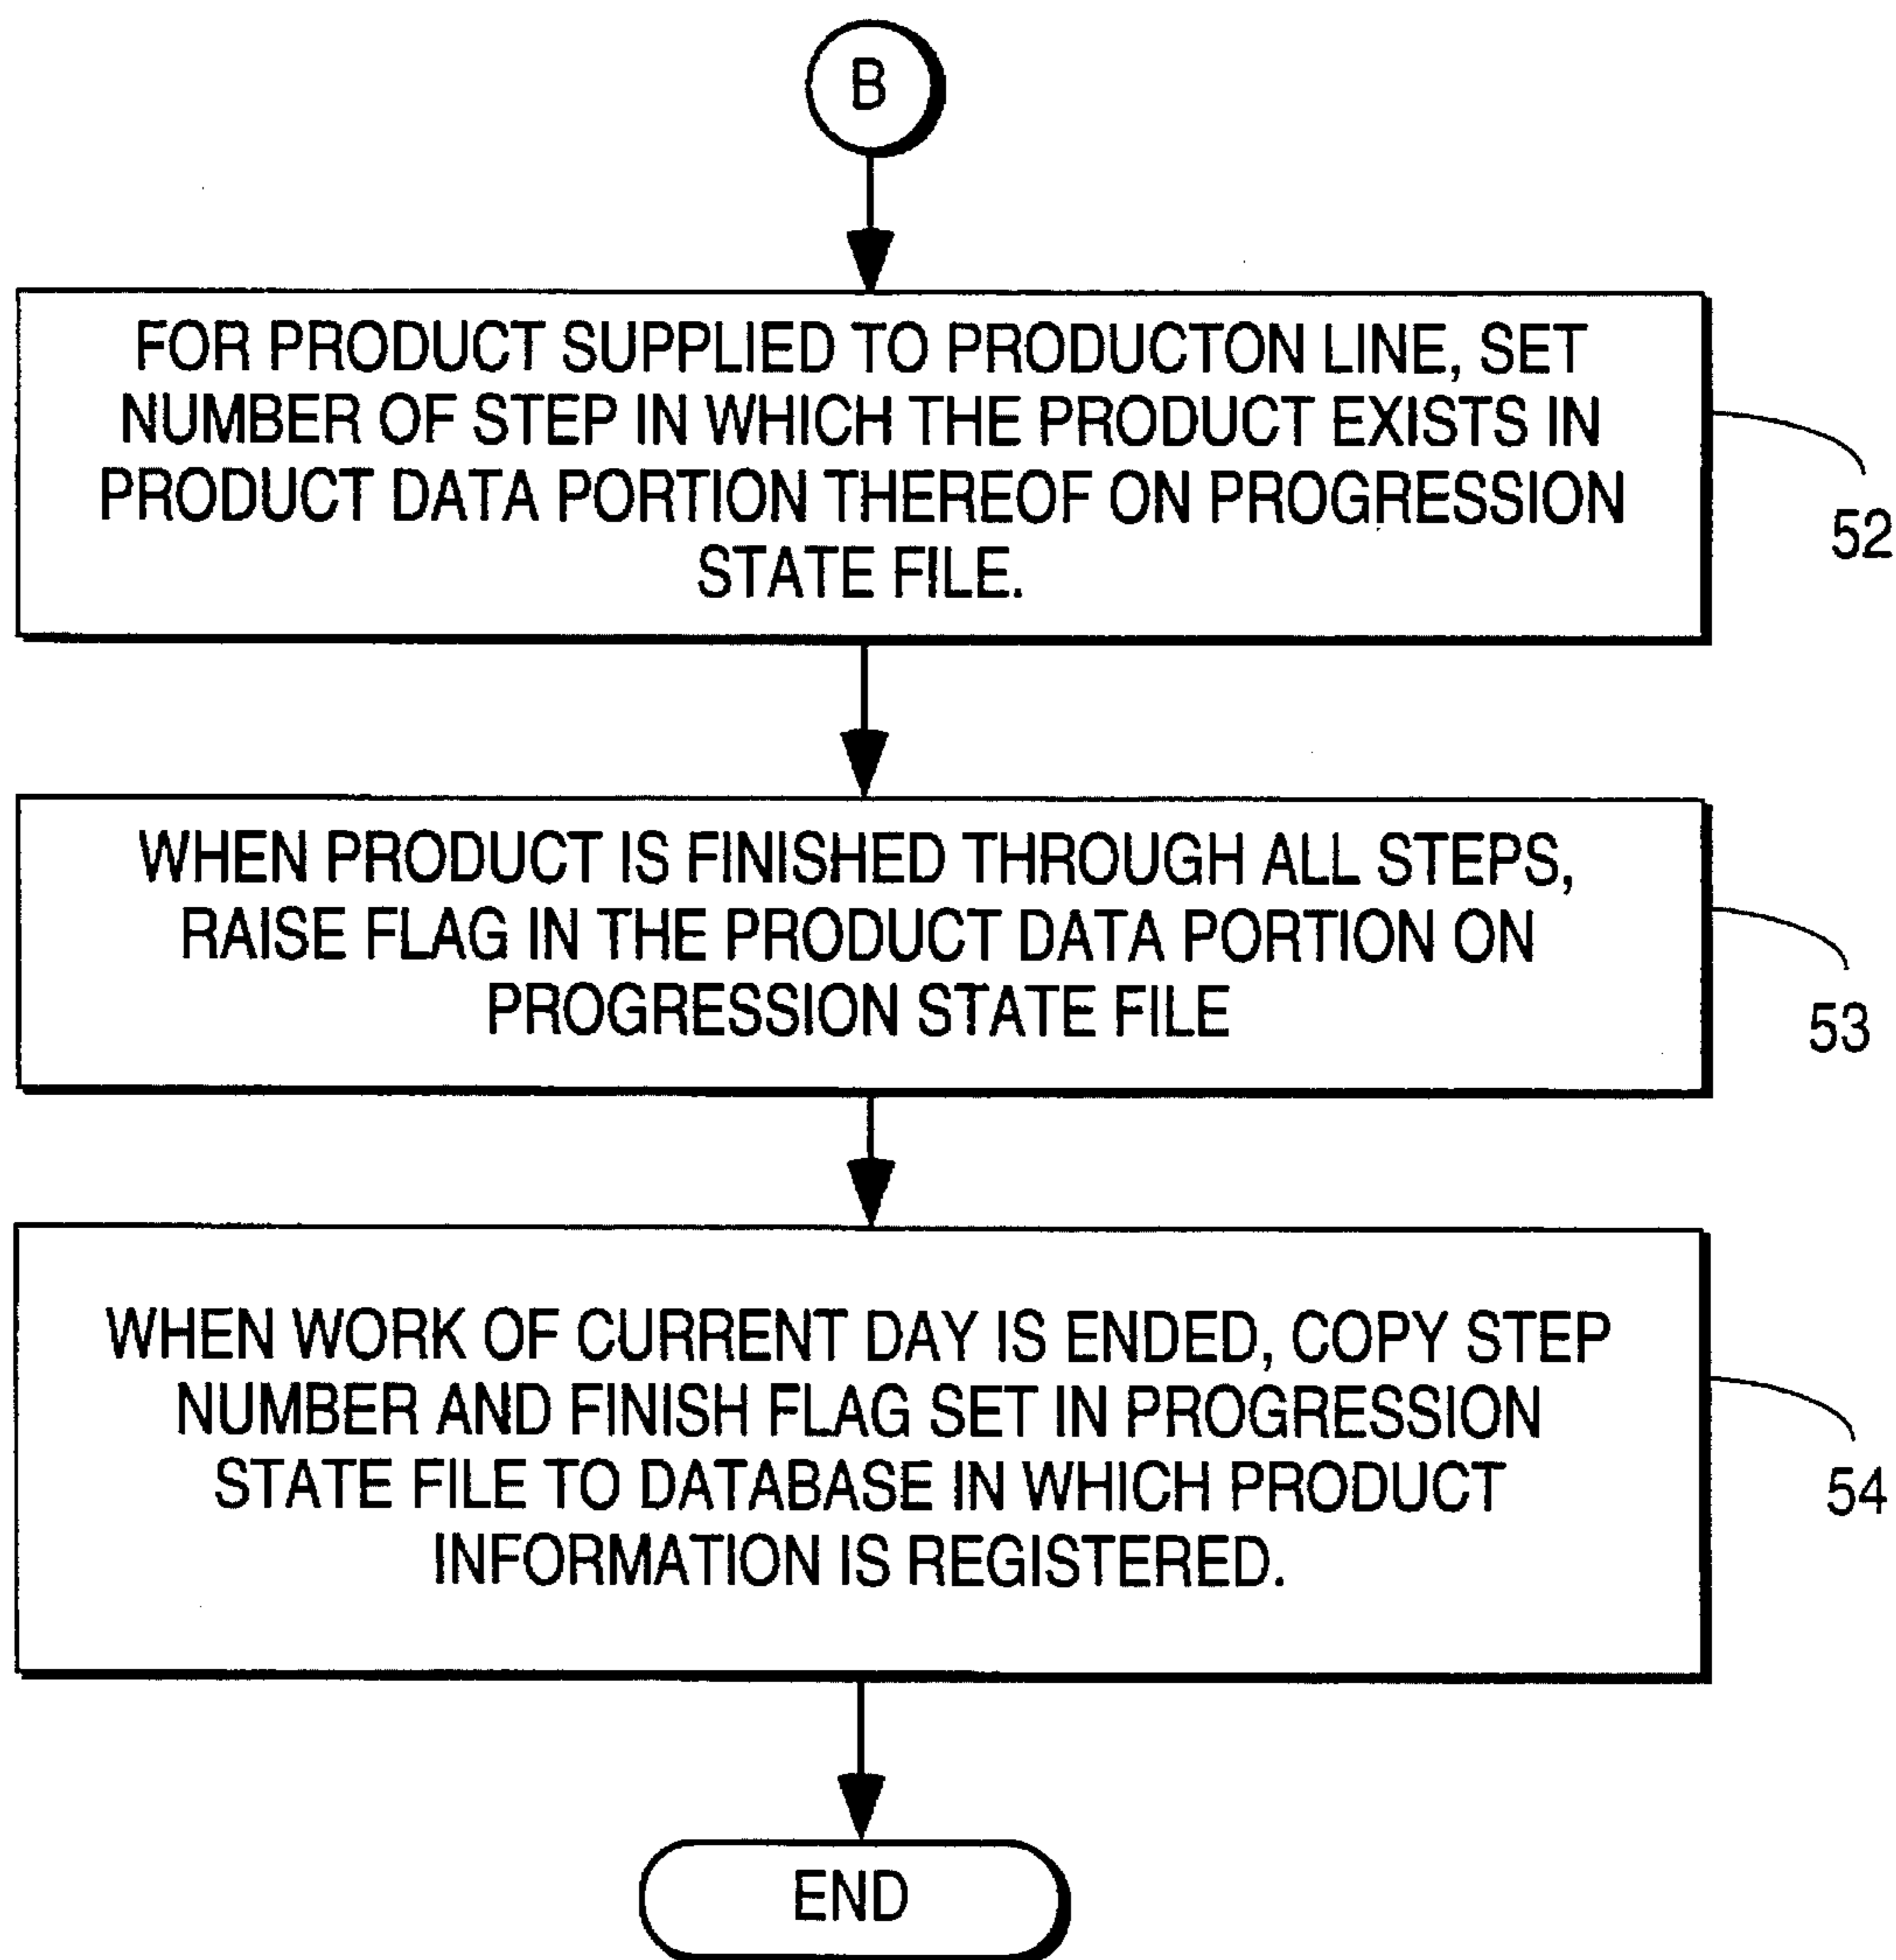 B
FOR PRODUCT SUPPLIED TO PRODUCTON LINE, SET
NUMBER OF STEP IN WHICH THE PRODUCT EXISTS IN
PRODUCT DATA PORTION THEREOF ON PROGRESSION
STATE FILE.
52
WHEN PRODUCT IS FINISHED THROUGH ALL STEPS,
RAISE FLAG IN THE PRODUCT DATA PORTION ON
PROGRESSION STATE FILE
53
WHEN WORK OF CURRENT DAY IS ENDED, COPY STEP
NUMBER AND FINISH FLAG SET IN PROGRESSION
STATE FILE TO DATABASE IN WHICH PRODUCT
INFORMATION IS REGISTERED.
54
END